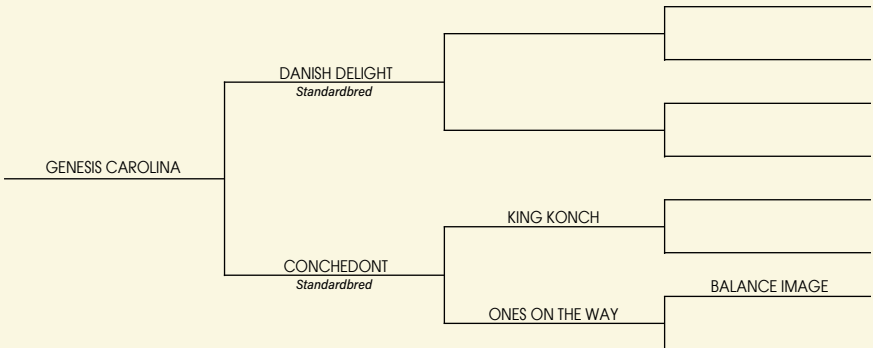 DANISH DELIGHT
Standardbred
GENESIS CAROLINA
KING KONCH
CONCHEDONT
Standardbred
BALANCE IMAGE
ONES ON THE WAY